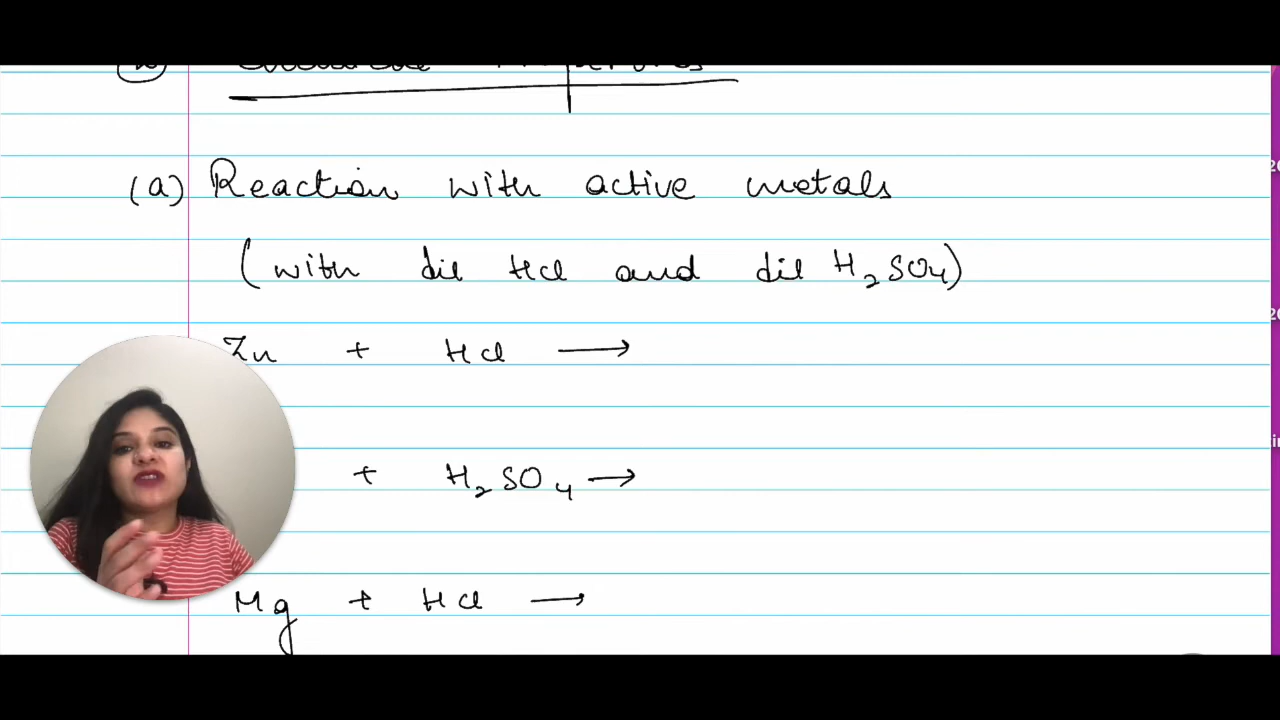 (a) Reaction with active metals
(with dil HCl and dil H₂SO₄)
Zn + HCl ⟶
+ H₂SO₄ ⟶
Mg + HCl ⟶